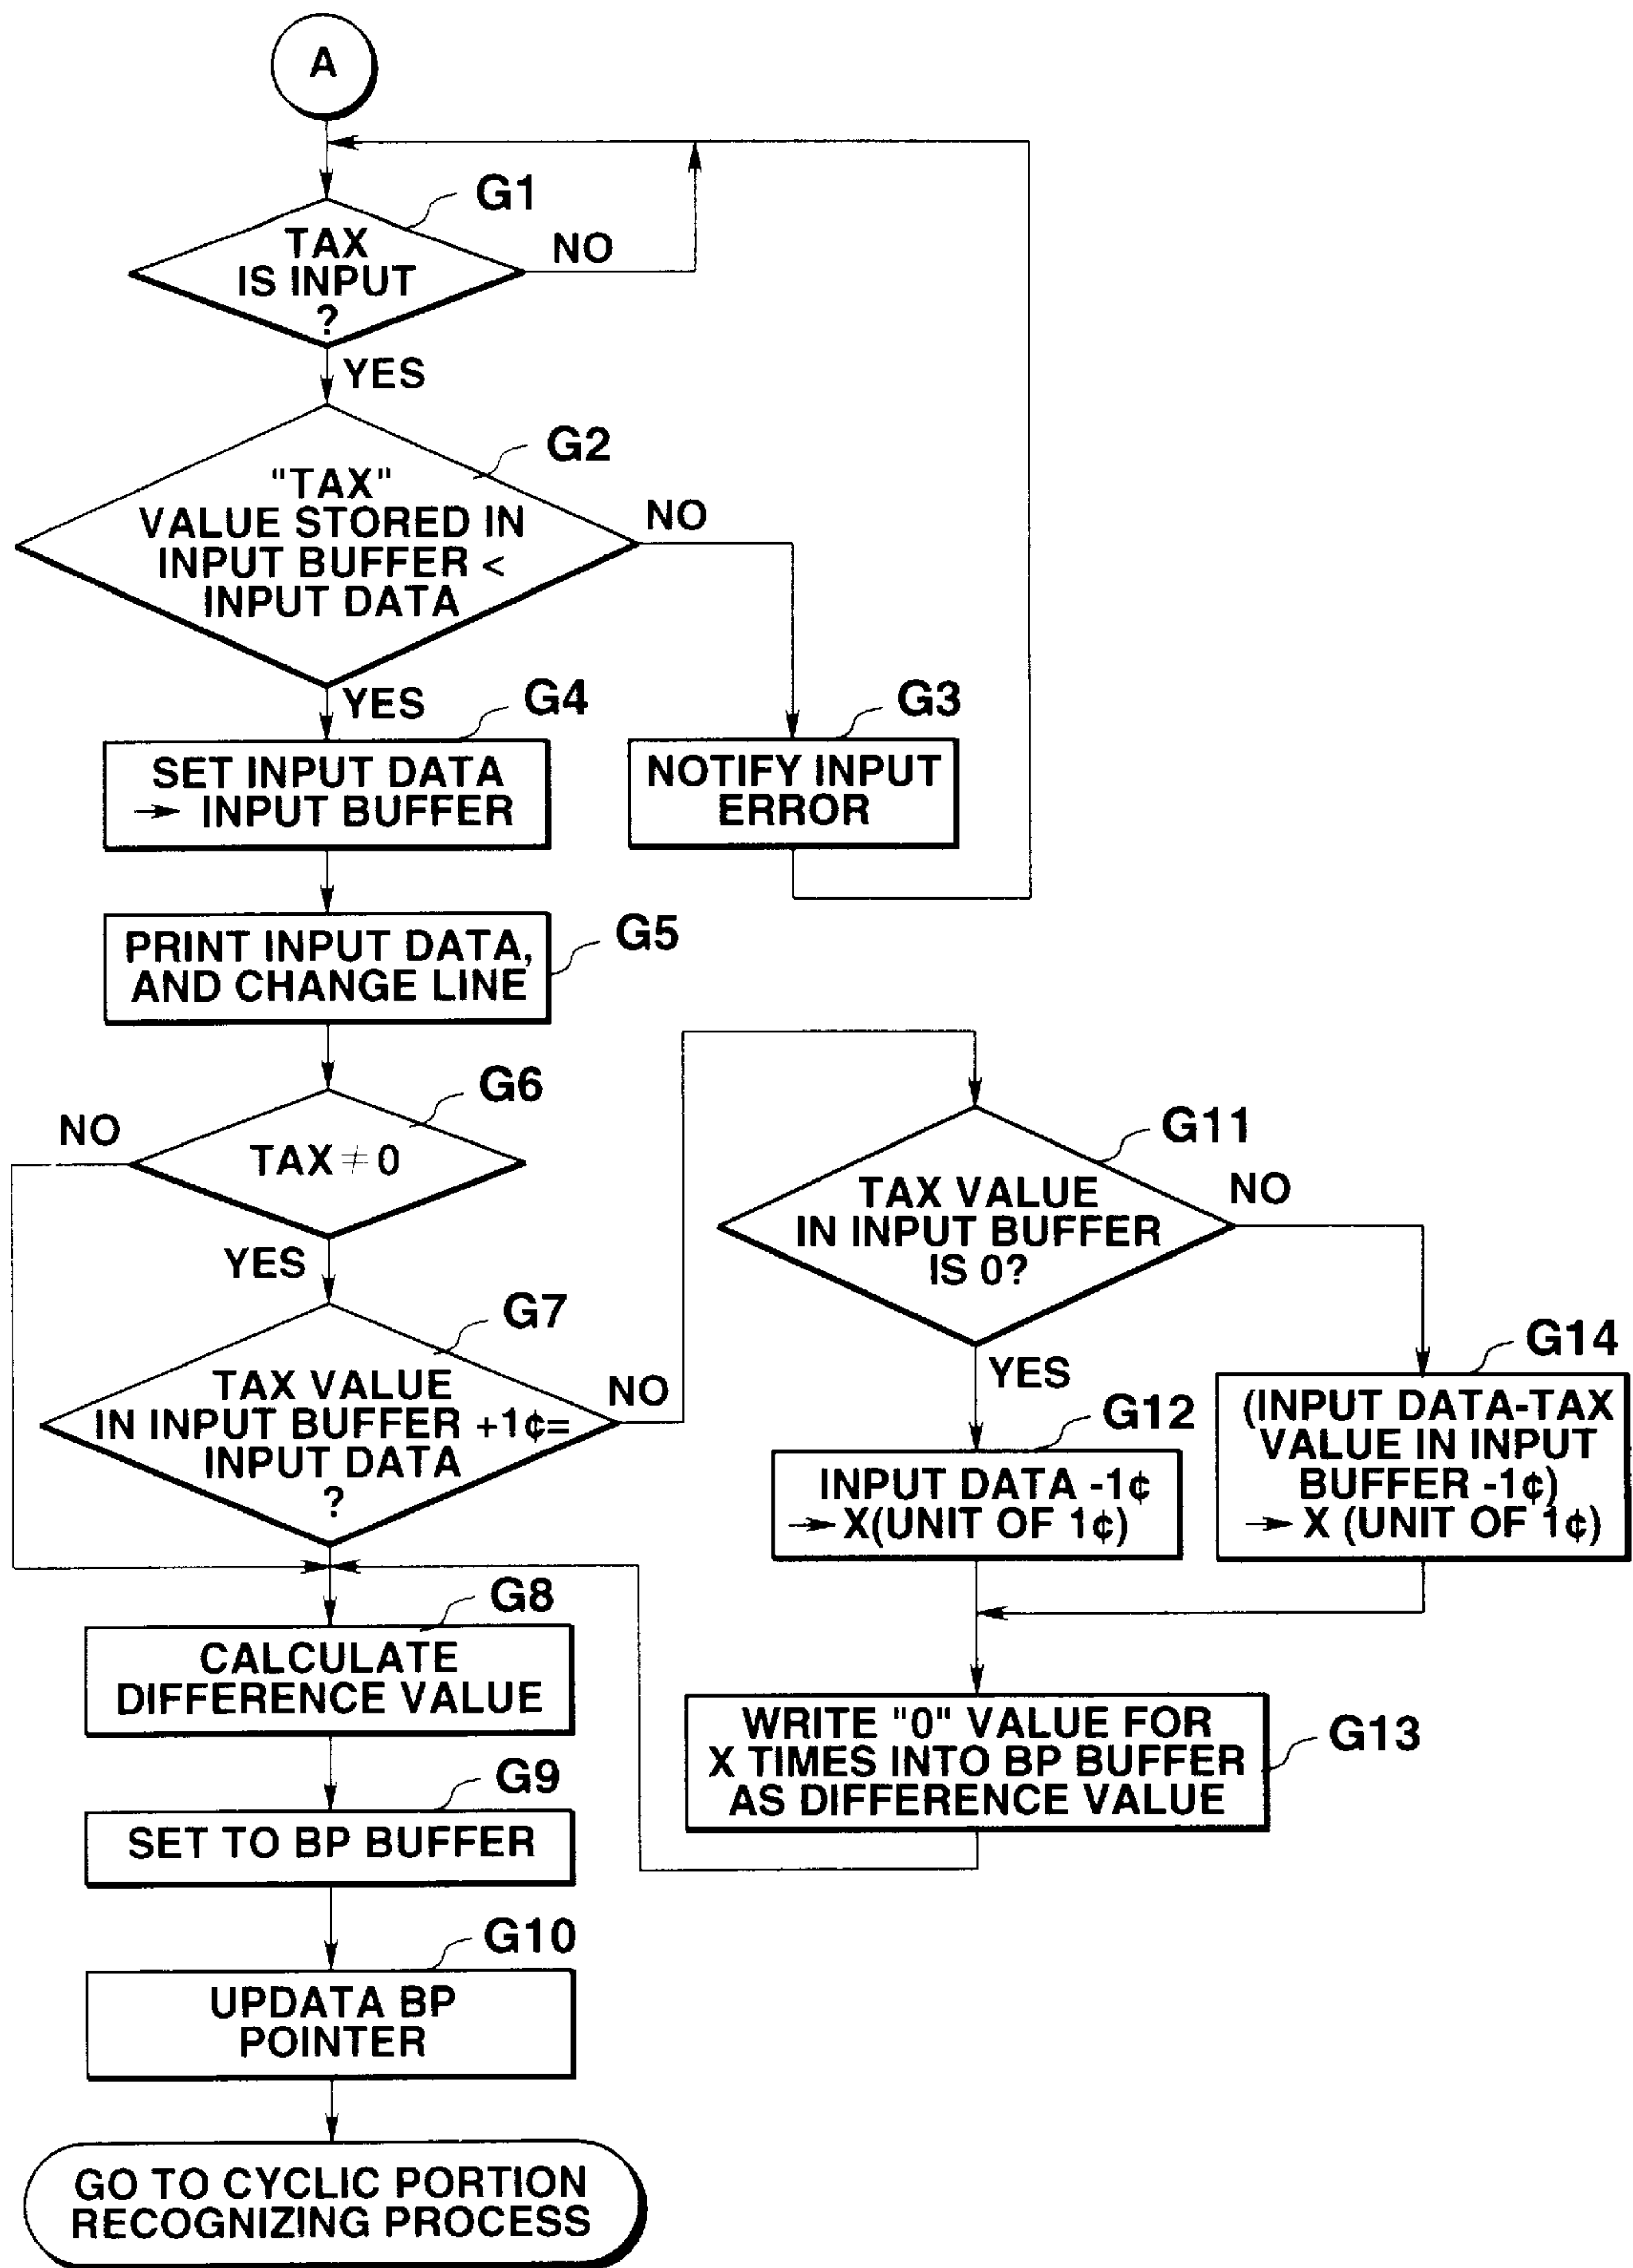 A
G1
TAX
IS INPUT
?
NO
YES
G2
"TAX"
VALUE STORED IN
INPUT BUFFER <
INPUT DATA
NO
YES
G4
SET INPUT DATA
→ INPUT BUFFER
G3
NOTIFY INPUT
ERROR
G5
PRINT INPUT DATA,
AND CHANGE LINE
G6
NO
TAX ≠ 0
YES
G7
TAX VALUE
IN INPUT BUFFER +1¢=
INPUT DATA
?
NO
G11
TAX VALUE
IN INPUT BUFFER
IS 0?
NO
YES
G12
INPUT DATA -1¢
→ X(UNIT OF 1¢)
G14
(INPUT DATA-TAX
VALUE IN INPUT
BUFFER -1¢)
→ X (UNIT OF 1¢)
G8
CALCULATE
DIFFERENCE VALUE
G13
WRITE "0" VALUE FOR
X TIMES INTO BP BUFFER
AS DIFFERENCE VALUE
G9
SET TO BP BUFFER
G10
UPDATA BP
POINTER
GO TO CYCLIC PORTION
RECOGNIZING PROCESS